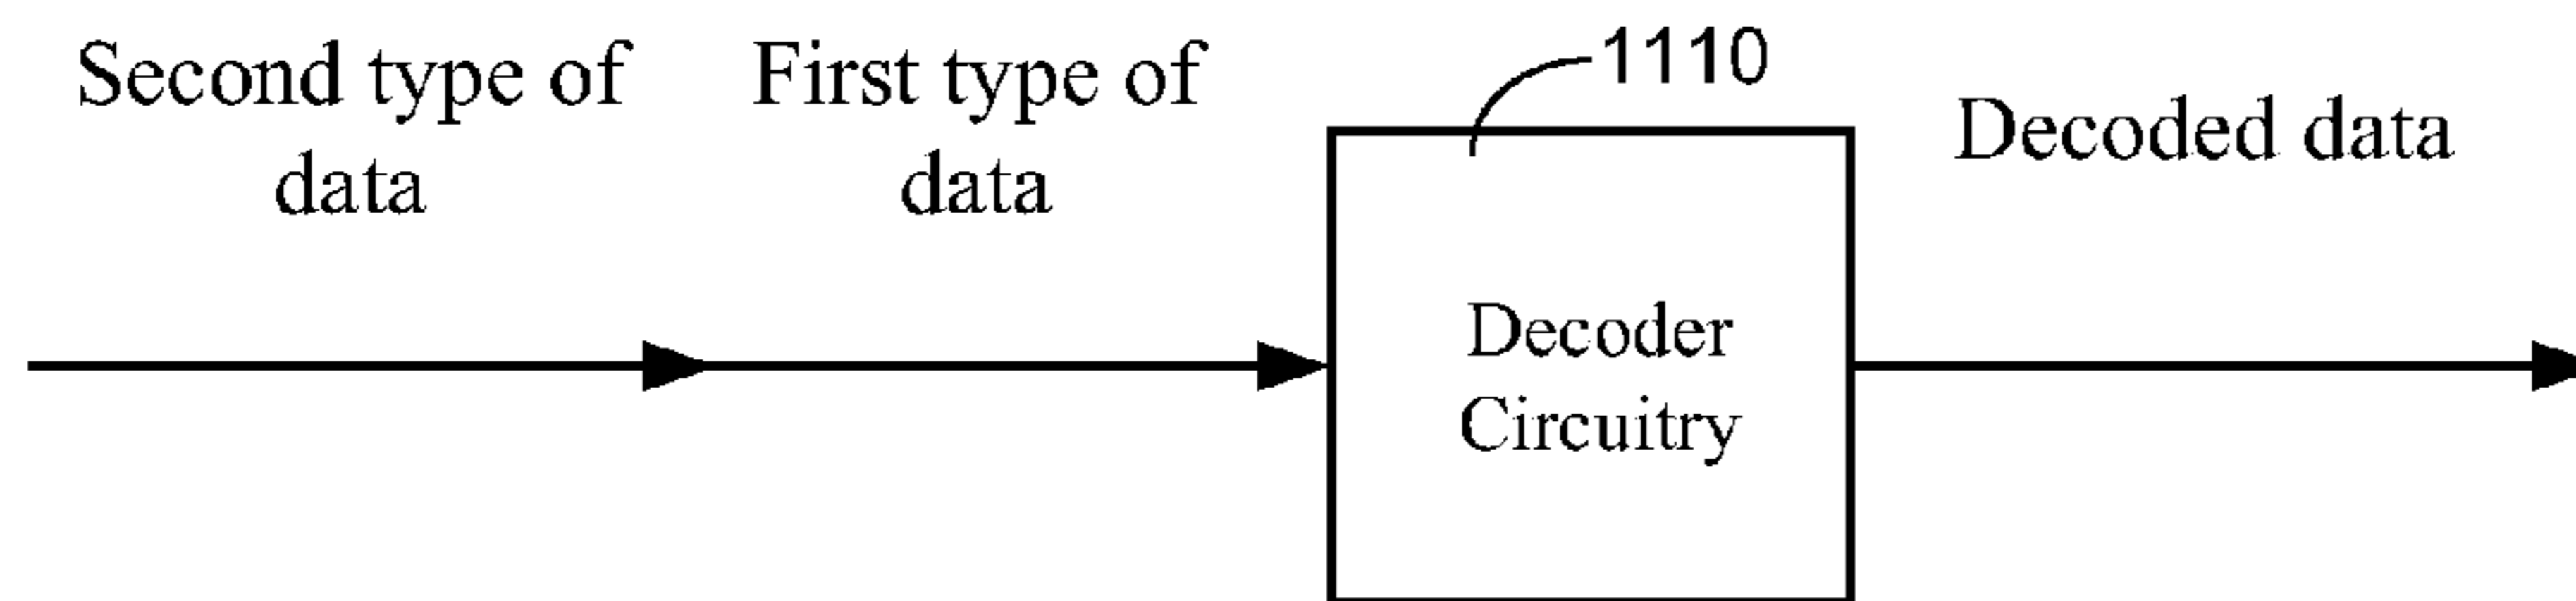 Second type of
data
First type of
data
1110
Decoded data
Decoder
Circuitry